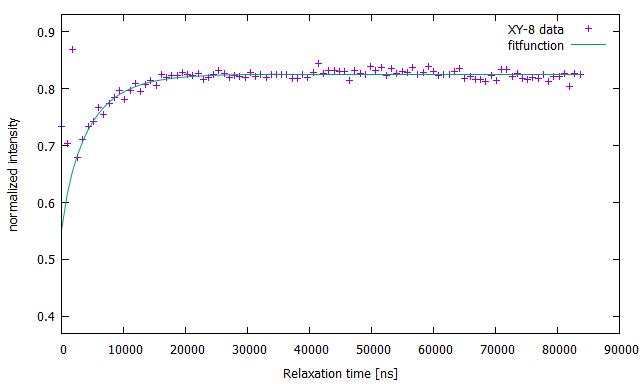 0.9
0.8
0.7
0.6
0.5
0.4
normalized intensity
XY-8 data
fitfunction
0 10000 20000 30000 40000 50000 60000 70000 80000 90000
Relaxation time [ns]